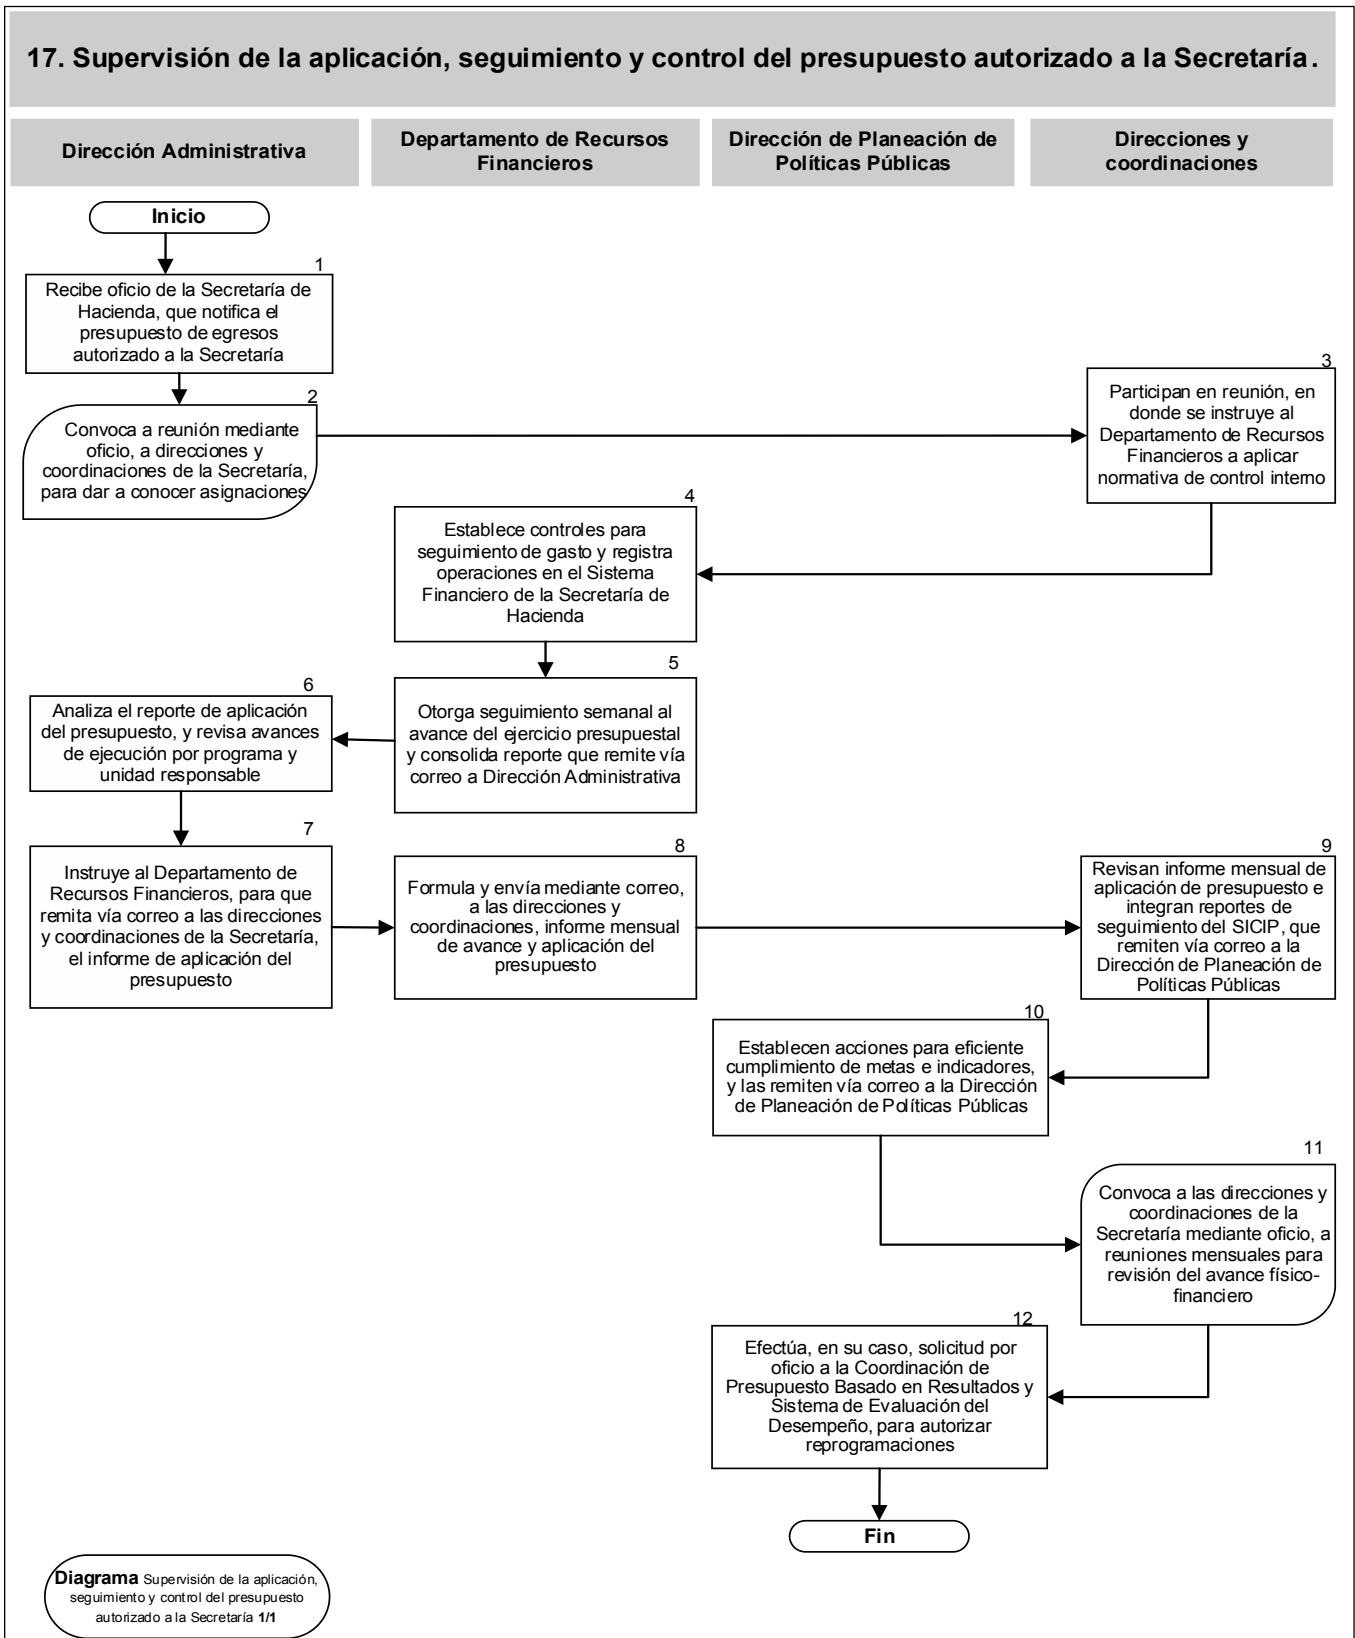 17. Supervisión de la aplicación, seguimiento y control del presupuesto autorizado a la Secretaría.
Dirección Administrativa
Departamento de Recursos
Financieros
Dirección de Planeación de
Políticas Públicas
Direcciones y
coordinaciones
Inicio
1
Recibe oficio de la Secretaría de
Hacienda, que notifica el
presupuesto de egresos
autorizado a la Secretaría
2
Convoca a reunión mediante
oficio, a direcciones y
coordinaciones de la Secretaría,
para dar a conocer asignaciones
3
Participan en reunión, en
donde se instruye al
Departamento de Recursos
Financieros a aplicar
normativa de control interno
4
Establece controles para
seguimiento de gasto y registra
operaciones en el Sistema
Financiero de la Secretaría de
Hacienda
5
Otorga seguimiento semanal al
avance del ejercicio presupuestal
y consolida reporte que remite vía
correo a Dirección Administrativa
6
Analiza el reporte de aplicación
del presupuesto, y revisa avances
de ejecución por programa y
unidad responsable
7
Instruye al Departamento de
Recursos Financieros, para que
remita vía correo a las direcciones
y coordinaciones de la Secretaría,
el informe de aplicación del
presupuesto
8
Formula y envía mediante correo,
a las direcciones y
coordinaciones, informe mensual
de avance y aplicación del
presupuesto
9
Revisan informe mensual de
aplicación de presupuesto e
integran reportes de
seguimiento del SICIP, que
remiten vía correo a la
Dirección de Planeación de
Políticas Públicas
10
Establecen acciones para eficiente
cumplimiento de metas e indicadores,
y las remiten vía correo a la Dirección
de Planeación de Políticas Públicas
11
Convoca a las direcciones y
coordinaciones de la
Secretaría mediante oficio, a
reuniones mensuales para
revisión del avance físico-
financiero
12
Efectúa, en su caso, solicitud por
oficio a la Coordinación de
Presupuesto Basado en Resultados y
Sistema de Evaluación del
Desempeño, para autorizar
reprogramaciones
Fin
Diagrama Supervisión de la aplicación,
seguimiento y control del presupuesto
autorizado a la Secretaría 1/1